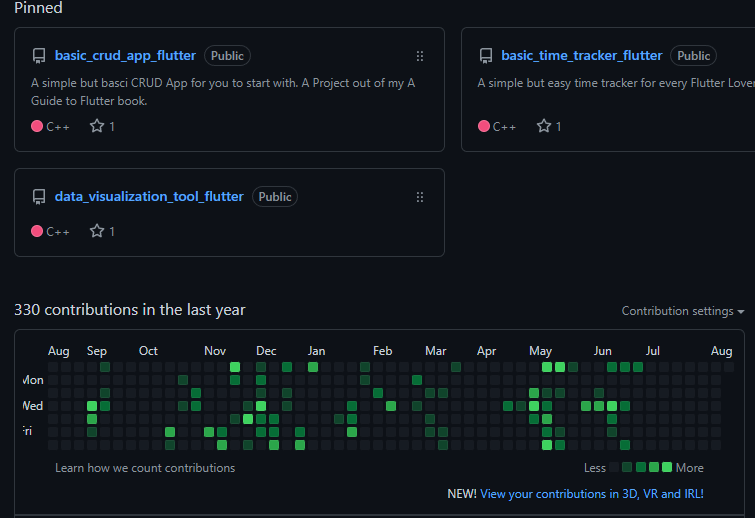 Pinned
basic_crud_app_flutter Public
A simple but basci CRUD App for you to start with. A Project out of my A
Guide to Flutter book.
C++ 1
basic_time_tracker_flutter Public
A simple but easy time tracker for every Flutter Lover
C++ 1
data_visualization_tool_flutter Public
C++ 1
330 contributions in the last year
Contribution settings
Aug Sep Oct Nov Dec Jan Feb Mar Apr May Jun Jul Aug
Mon
Wed
Fri
Learn how we count contributions
Less More
NEW! View your contributions in 3D, VR and IRL!